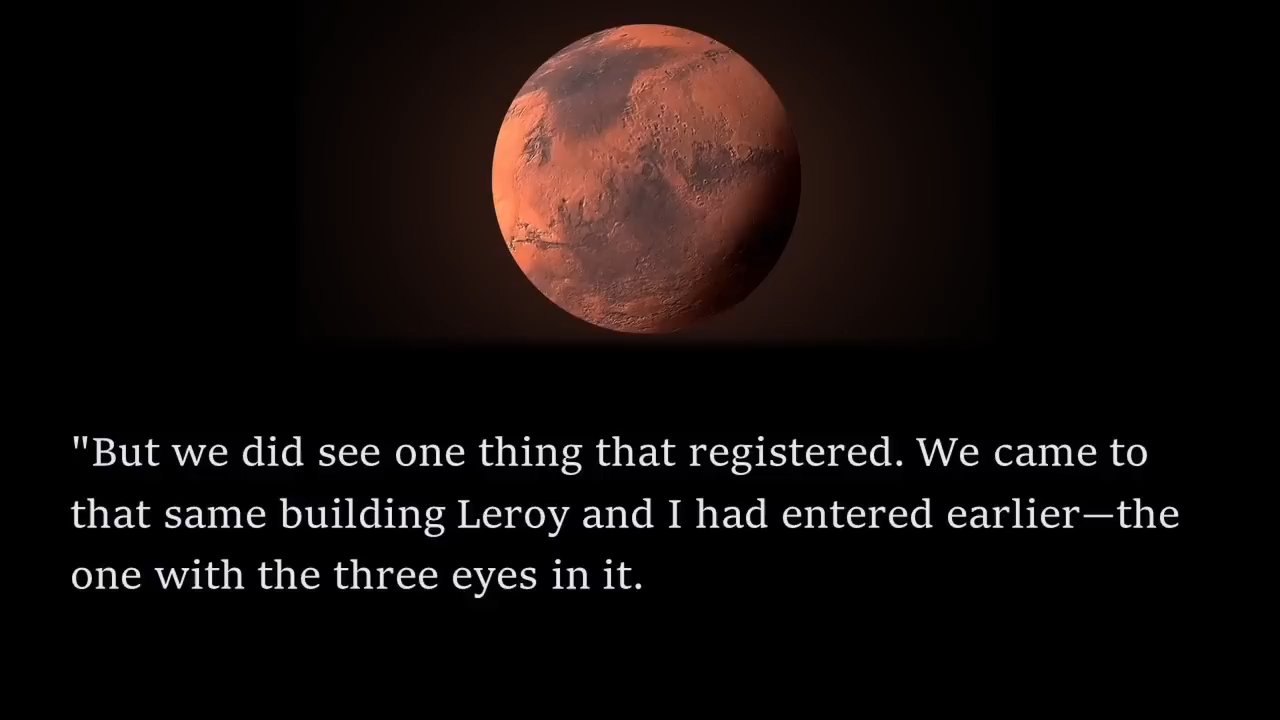 "But we did see one thing that registered. We came to
that same building Leroy and I had entered earlier—the
one with the three eyes in it.